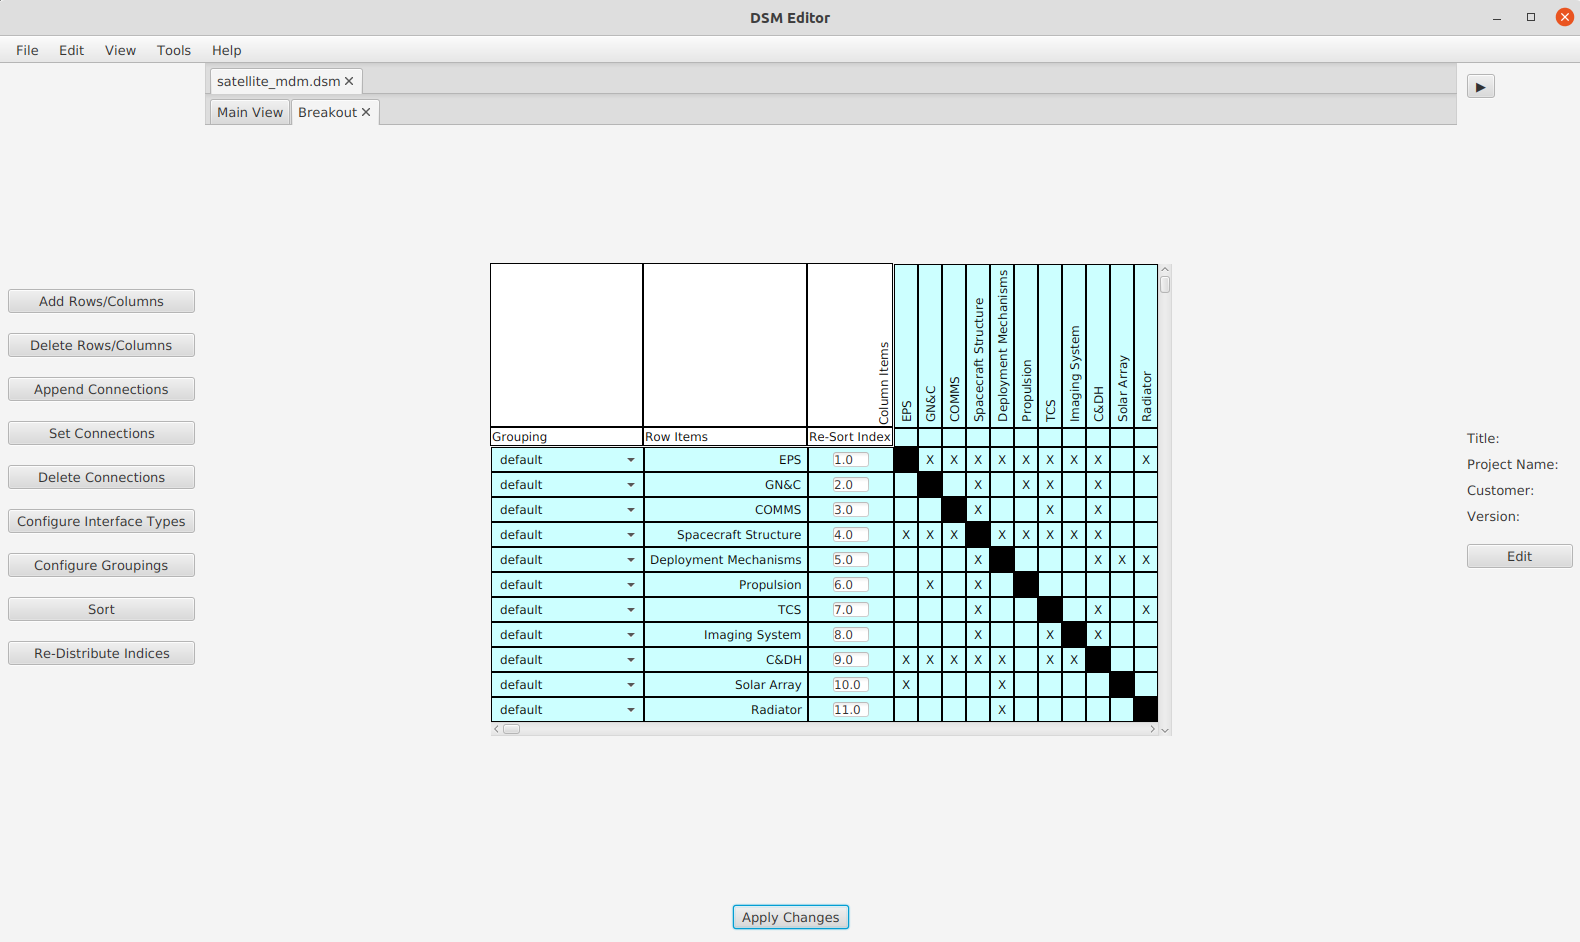 DSM Editor
File Edit View Tools Help
satellite_mdm.dsm
Main View Breakout
Add Rows/Columns
Delete Rows/Columns
Append Connections
Set Connections
Delete Connections
Configure Interface Types
Configure Groupings
Sort
Re-Distribute Indices
Column Items
EPS
GN&C
COMMS
Spacecraft Structure
Deployment Mechanisms
Propulsion
TCS
Imaging System
C&DH
Solar Array
Radiator
Grouping Row Items Re-Sort Index
default EPS 1.0 X X X X X X X X X
default GN&C 2.0 X X X X
default COMMS 3.0 X X X
default Spacecraft Structure 4.0 X X X X X X X X
default Deployment Mechanisms 5.0 X X X X
default Propulsion 6.0 X X
default TCS 7.0 X X X
default Imaging System 8.0 X X X
default C&DH 9.0 X X X X X X X
default Solar Array 10.0 X X
default Radiator 11.0 X
Title:
Project Name:
Customer:
Version:
Edit
Apply Changes